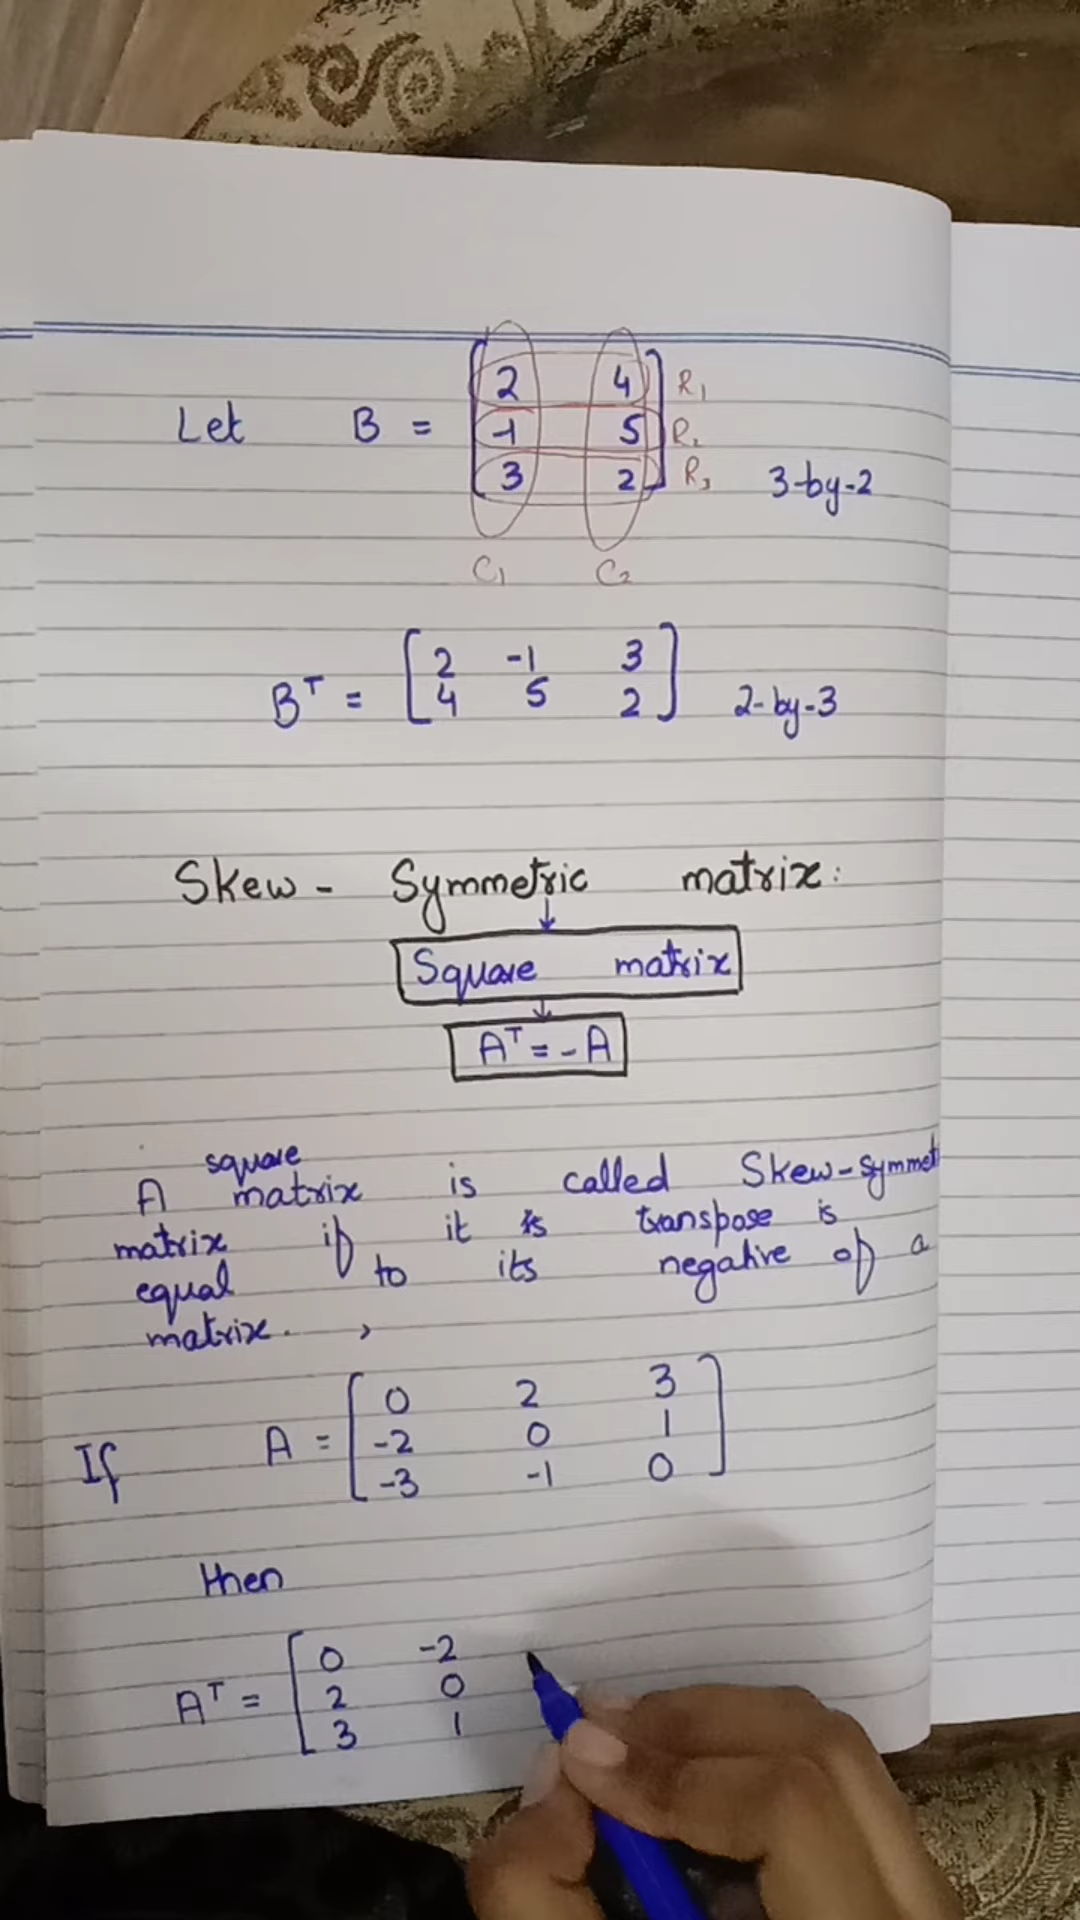 Let B = [2 4] R1
[-1 5] R2
[3 2] R3 3-by-2
C1 C2
B^T = [2 -1 3]
[4 5 2] 2-by-3
Skew-Symmetric matrix:
↓
Square matrix
↓
A^T = -A
square
A matrix is called Skew-Symmet
matrix if it is transpose is
equal to its negative of a
matrix.
If A = [0 2 3]
[-2 0 1]
[-3 -1 0]
then
A^T = [0 -2
[2 0
[3 1